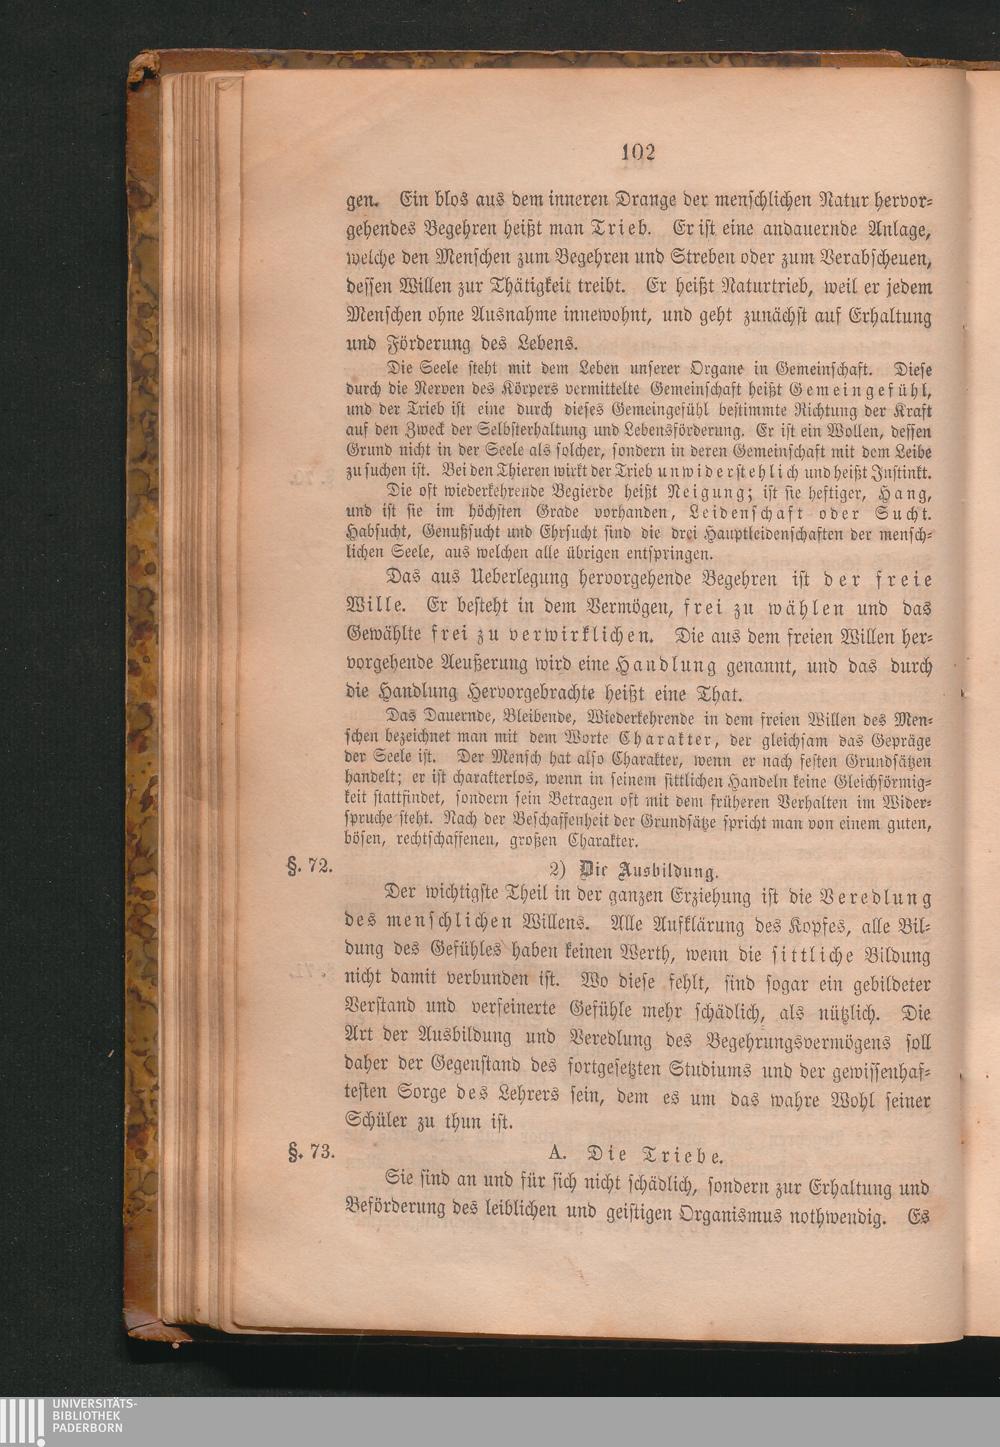 102
gen. Ein blos aus dem inneren Drange der menschlichen Natur hervor-
gehendes Begehren heißt man Trieb. Er ist eine andauernde Anlage,
welche den Menschen zum Begehren und Streben oder zum Verabscheuen,
dessen Willen zur Thätigkeit treibt. Er heißt Naturtrieb, weil er jedem
Menschen ohne Ausnahme innewohnt, und geht zunächst auf Erhaltung
und Förderung des Lebens.
Die Seele steht mit dem Leben unserer Organe in Gemeinschaft. Diese
durch die Nerven des Körpers vermittelte Gemeinschaft heißt Gemeingefühl,
und der Trieb ist eine durch dieses Gemeingefühl bestimmte Richtung der Kraft
auf den Zweck der Selbsterhaltung und Lebensförderung. Er ist ein Wollen, dessen
Grund nicht in der Seele als solcher, sondern in deren Gemeinschaft mit dem Leibe
zu suchen ist. Bei den Thieren wirkt der Trieb unwiderstehlich und heißt Instinkt.
Die oft wiederkehrende Begierde heißt Neigung; ist sie heftiger, Hang,
und ist sie im höchsten Grade vorhanden, Leidenschaft oder Sucht.
Habsucht, Genußsucht und Ehrsucht sind die drei Hauptleidenschaften der mensch-
lichen Seele, aus welchen alle übrigen entspringen.
Das aus Ueberlegung hervorgehende Begehren ist der freie
Wille. Er besteht in dem Vermögen, frei zu wählen und das
Gewählte frei zu verwirklichen. Die aus dem freien Willen her-
vorgehende Aeußerung wird eine Handlung genannt, und das durch
die Handlung Hervorgebrachte heißt eine That.
Das Dauernde, Bleibende, Wiederkehrende in dem freien Willen des Men-
schen bezeichnet man mit dem Worte Charakter, der gleichsam das Gepräge
der Seele ist. Der Mensch hat also Charakter, wenn er nach festen Grundsätzen
handelt; er ist charakterlos, wenn in seinem sittlichen Handeln keine Gleichförmig-
keit stattfindet, sondern sein Betragen oft mit dem früheren Verhalten im Wider-
spruche steht. Nach der Beschaffenheit der Grundsätze spricht man von einem guten,
bösen, rechtschaffenen, großen Charakter.
§. 72. 2) Die Ausbildung.
Der wichtigste Theil in der ganzen Erziehung ist die Veredlung
des menschlichen Willens. Alle Aufklärung des Kopfes, alle Bil-
dung des Gefühles haben keinen Werth, wenn die sittliche Bildung
nicht damit verbunden ist. Wo diese fehlt, sind sogar ein gebildeter
Verstand und verfeinerte Gefühle mehr schädlich, als nützlich. Die
Art der Ausbildung und Veredlung des Begehrungsvermögens soll
daher der Gegenstand des fortgesetzten Studiums und der gewissenhaf-
testen Sorge des Lehrers sein, dem es um das wahre Wohl seiner
Schüler zu thun ist.
§. 73. A. Die Triebe.
Sie sind an und für sich nicht schädlich, sondern zur Erhaltung und
Beförderung des leiblichen und geistigen Organismus nothwendig. Es
UNIVERSITÄTS-
BIBLIOTHEK
PADERBORN